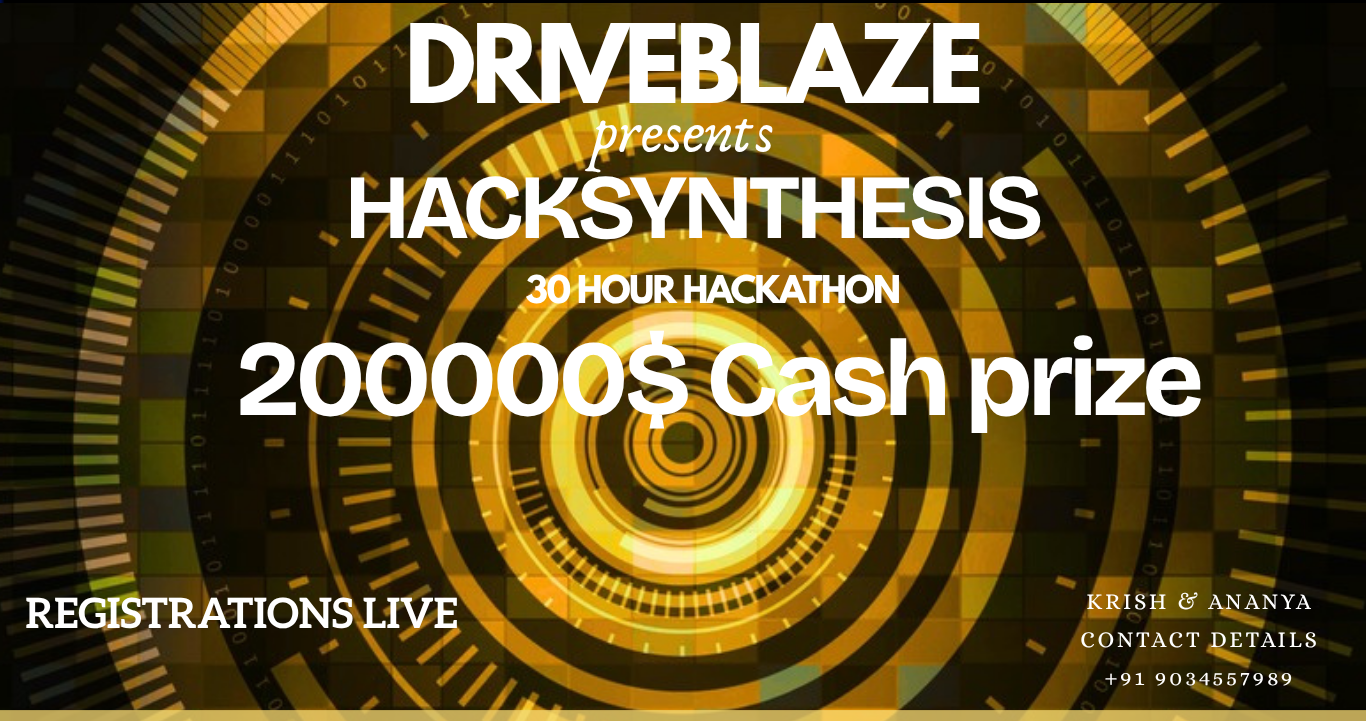 DRIVEBLAZE
presents
HACKSYNTHESIS
30 HOUR HACKATHON
200000$ Cash prize
REGISTRATIONS LIVE
KRISH & ANANYA
CONTACT DETAILS
+91 9034557989